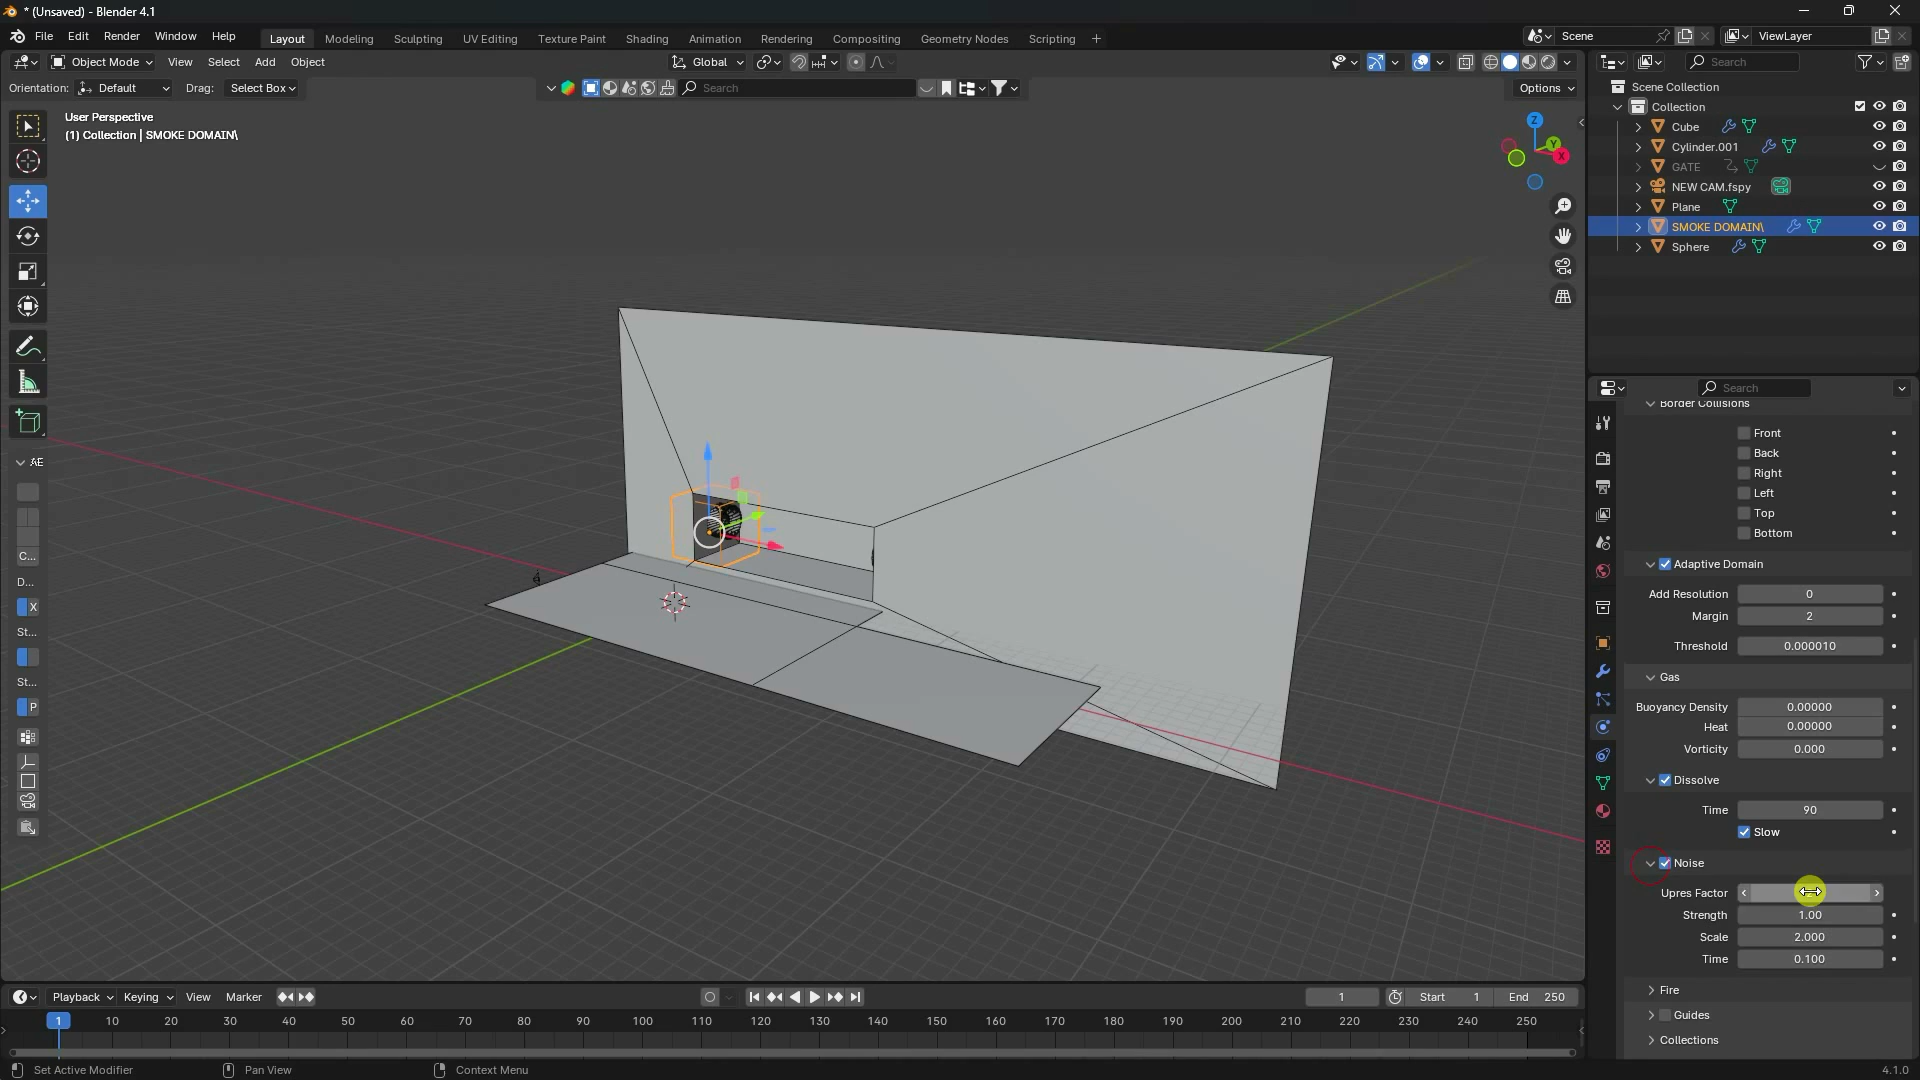 * (Unsaved) - Blender 4.1
File Edit Render Window Help
Layout Modeling Sculpting UV Editing Texture Paint Shading Animation Rendering Compositing Geometry Nodes Scripting +
Scene
ViewLayer
Object Mode View Select Add Object
Global
Orientation: Default Drag: Select Box
Search
Options
Search
User Perspective
(1) Collection | SMOKE DOMAIN\
Z
Y
X
Scene Collection
Collection
Cube
Cylinder.001
GATE
NEW CAM.fspy
Plane
SMOKE DOMAIN\
Sphere
AE
C...
D...
X
St...
St...
P
Search
Border Collisions
Front
Back
Right
Left
Top
Bottom
Adaptive Domain
Add Resolution 0
Margin 2
Threshold 0.000010
Gas
Buoyancy Density 0.00000
Heat 0.00000
Vorticity 0.000
Dissolve
Time 90
Slow
Noise
Upres Factor
Strength 1.00
Scale 2.000
Time 0.100
Fire
Guides
Collections
Playback Keying View Marker
1
Start 1 End 250
1 10 20 30 40 50 60 70 80 90 100 110 120 130 140 150 160 170 180 190 200 210 220 230 240 250
Set Active Modifier
Pan View
Context Menu
4.1.0